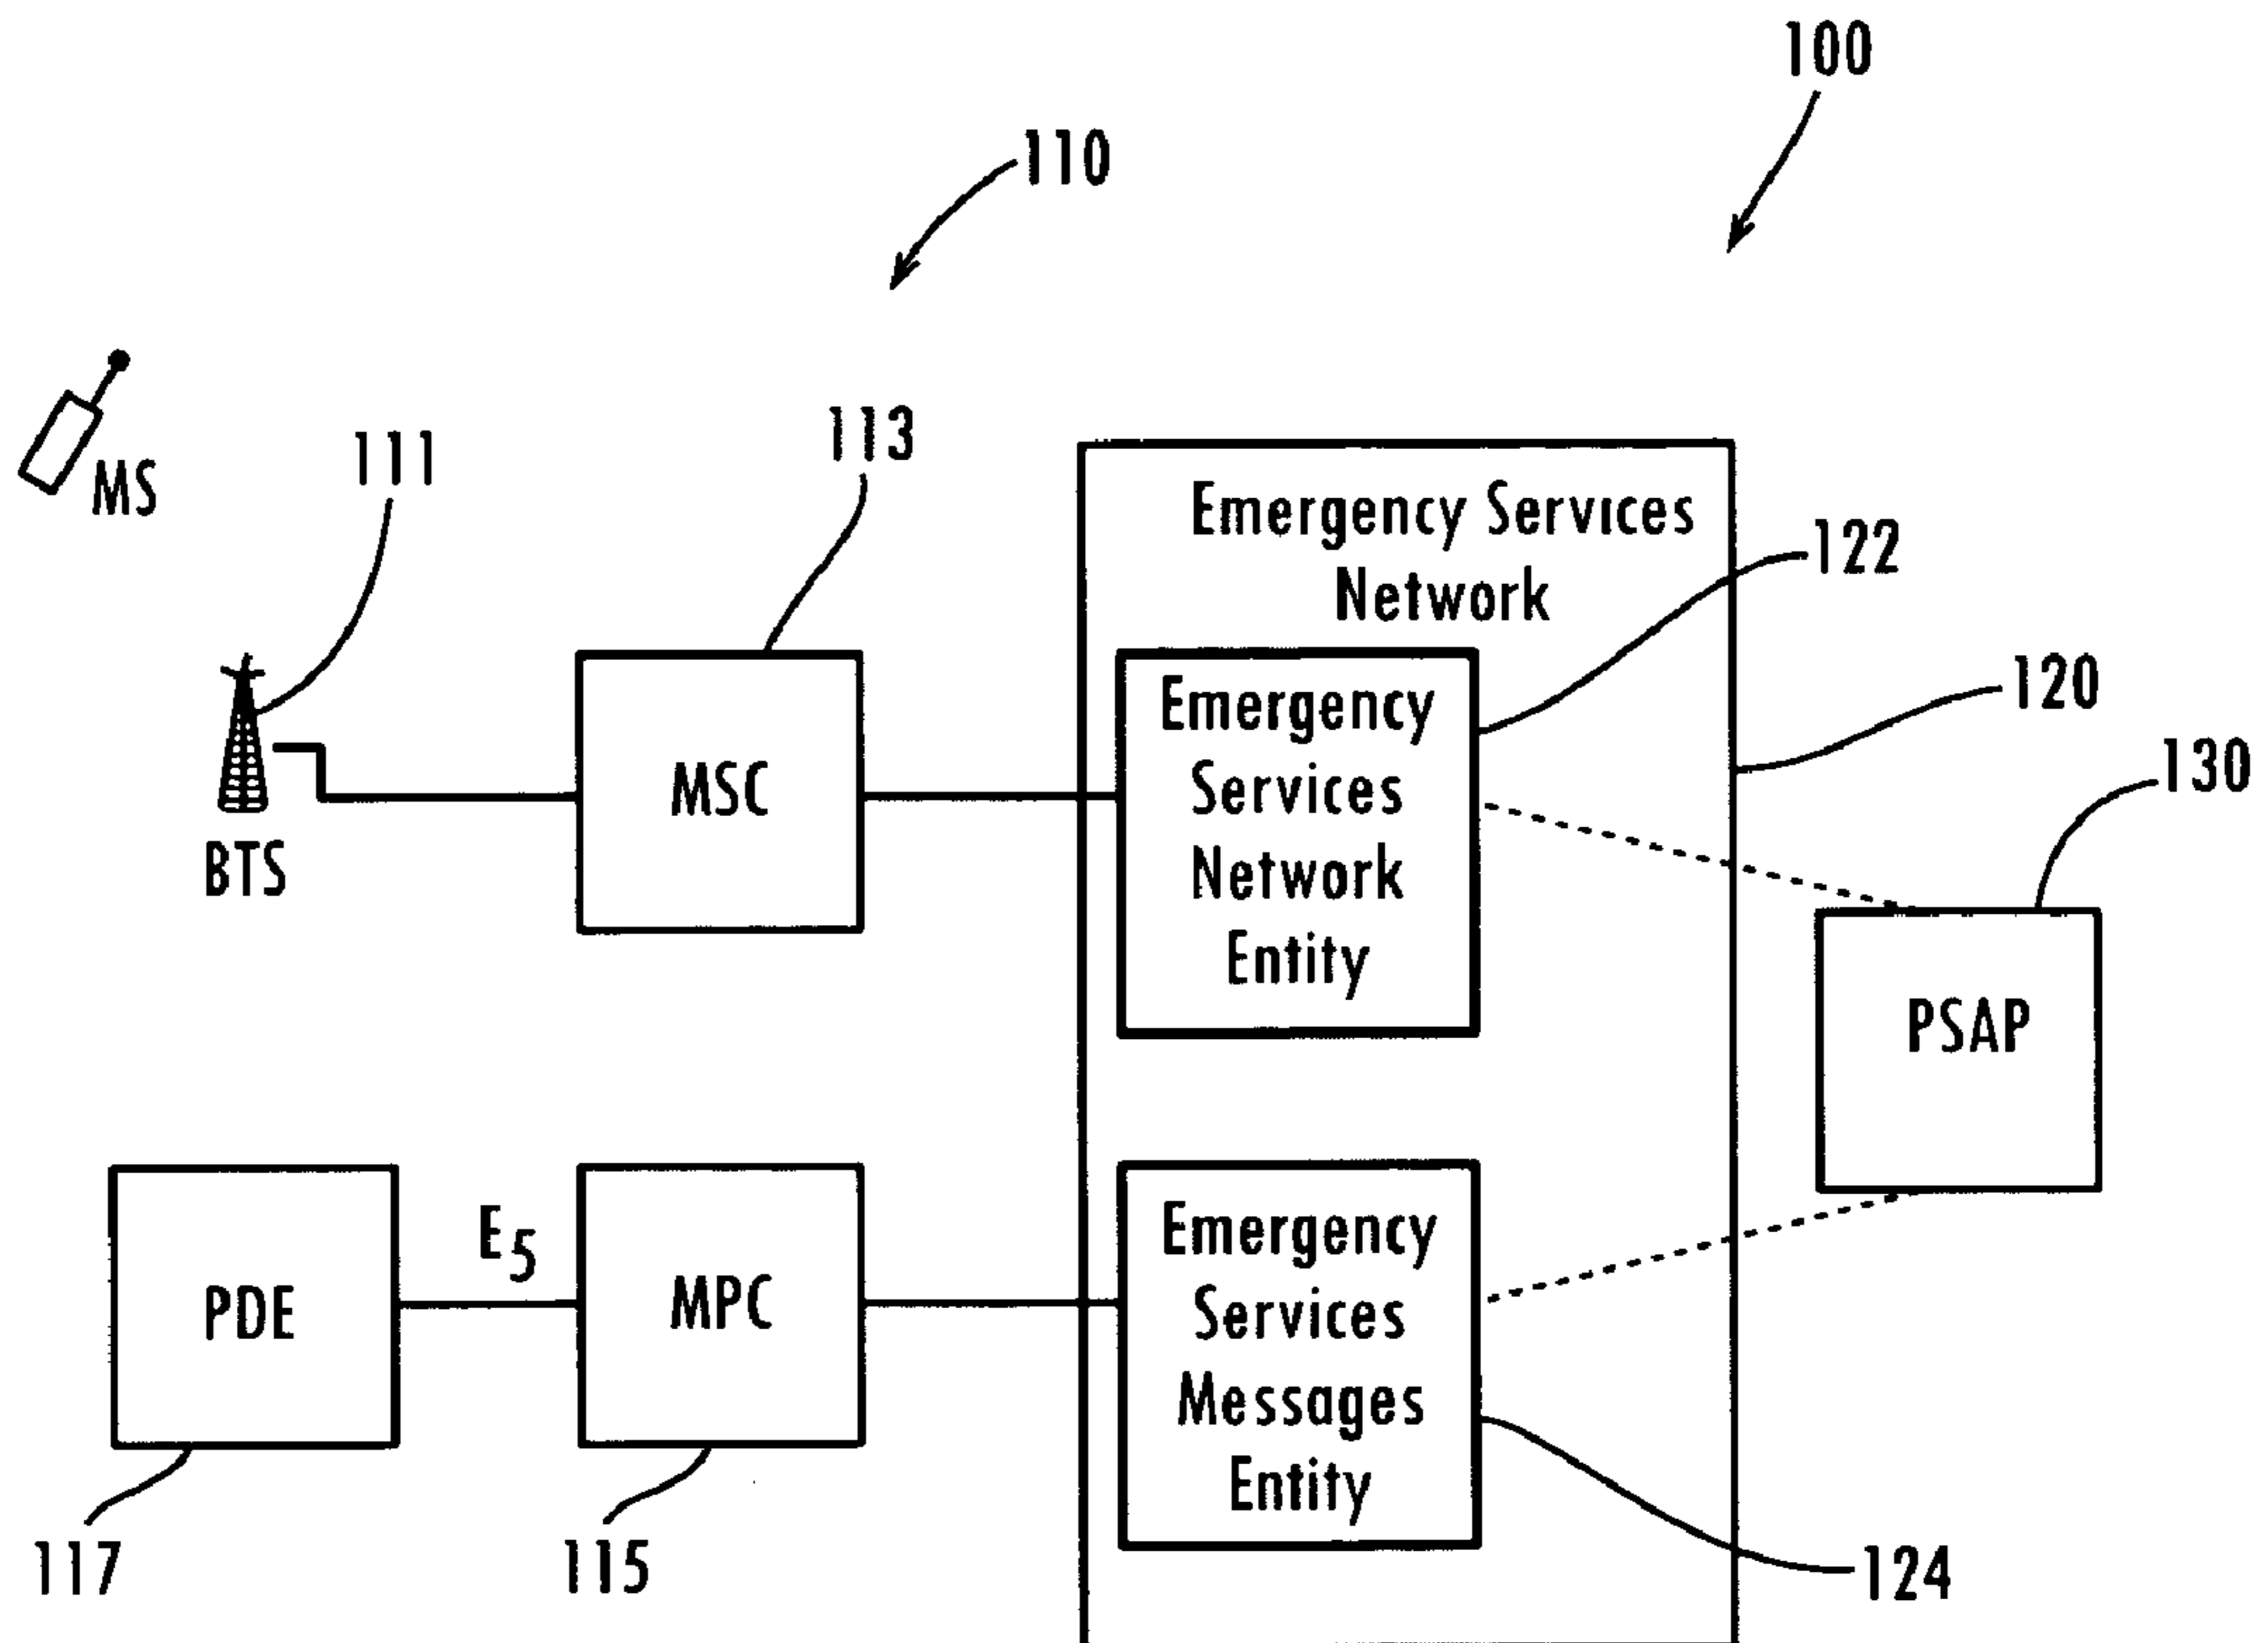 100
110
MS
111
113
Emergency Services
Network
122
120
130
BTS
MSC
Emergency
Services
Network
Entity
PSAP
PDE
E5
MPC
Emergency
Services
Messages
Entity
117
115
124